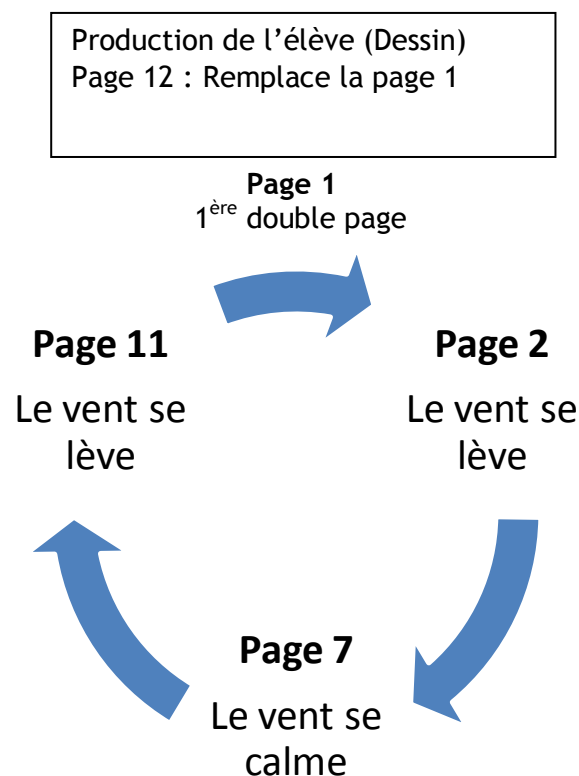 Production de l’élève (Dessin)
Page 12 : Remplace la page 1
Page 1
1ère double page
Page 11
Le vent se
lève
Page 2
Le vent se
lève
Page 7
Le vent se
calme